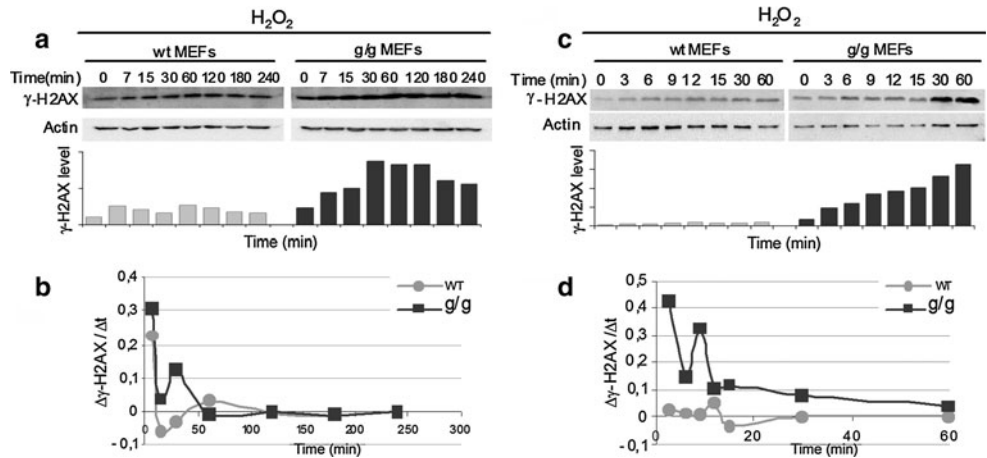 H2O2
a
wt MEFs
g/g MEFs
Time(min) 0 7 15 30 60 120 180 240 0 7 15 30 60 120 180 240
γ-H2AX
Actin
γ-H2AX level
Time (min)
b
0,4
0,3
0,2
0,1
0
-0,1
Δγ-H2AX/Δt
wt
g/g
50 100 150 200 250 300
Time (min)
H2O2
c
wt MEFs
g/g MEFs
Time (min) 0 3 6 9 12 15 30 60 0 3 6 9 12 15 30 60
γ-H2AX
Actin
γ-H2AX level
Time (min)
d
0,5
0,4
0,3
0,2
0,1
0
-0,1
Δγ-H2AX/Δt
wt
g/g
20 40 60
Time (min)